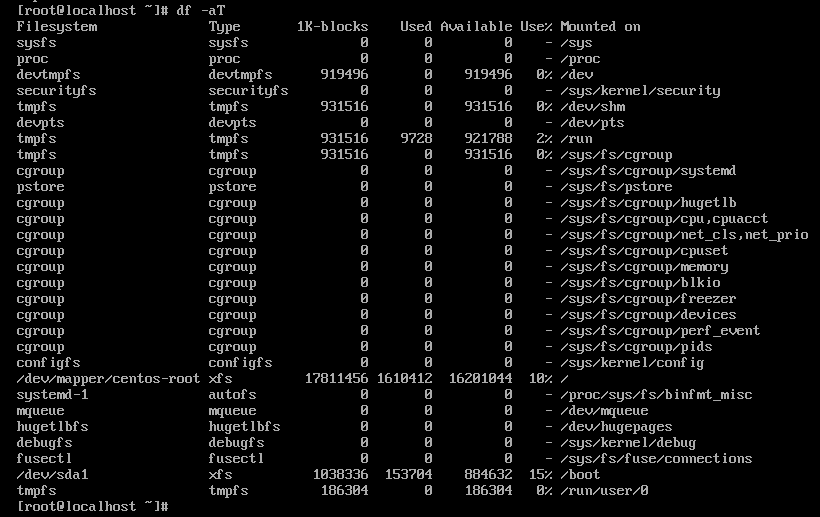 [root@localhost ~]# df -aT
Filesystem              Type       1K-blocks    Used Available Use% Mounted on
sysfs                   sysfs              0       0         0    - /sys
proc                    proc               0       0         0    - /proc
devtmpfs                devtmpfs      919496       0    919496   0% /dev
securityfs              securityfs         0       0         0    - /sys/kernel/security
tmpfs                   tmpfs         931516       0    931516   0% /dev/shm
devpts                  devpts             0       0         0    - /dev/pts
tmpfs                   tmpfs         931516    9728    921788   2% /run
tmpfs                   tmpfs         931516       0    931516   0% /sys/fs/cgroup
cgroup                  cgroup             0       0         0    - /sys/fs/cgroup/systemd
pstore                  pstore             0       0         0    - /sys/fs/pstore
cgroup                  cgroup             0       0         0    - /sys/fs/cgroup/hugetlb
cgroup                  cgroup             0       0         0    - /sys/fs/cgroup/cpu,cpuacct
cgroup                  cgroup             0       0         0    - /sys/fs/cgroup/net_cls,net_prio
cgroup                  cgroup             0       0         0    - /sys/fs/cgroup/cpuset
cgroup                  cgroup             0       0         0    - /sys/fs/cgroup/memory
cgroup                  cgroup             0       0         0    - /sys/fs/cgroup/blkio
cgroup                  cgroup             0       0         0    - /sys/fs/cgroup/freezer
cgroup                  cgroup             0       0         0    - /sys/fs/cgroup/devices
cgroup                  cgroup             0       0         0    - /sys/fs/cgroup/perf_event
cgroup                  cgroup             0       0         0    - /sys/fs/cgroup/pids
configfs                configfs           0       0         0    - /sys/kernel/config
/dev/mapper/centos-root xfs         17811456 1610412  16201044  10% /
systemd-1               autofs             0       0         0    - /proc/sys/fs/binfmt_misc
mqueue                  mqueue             0       0         0    - /dev/mqueue
hugetlbfs               hugetlbfs          0       0         0    - /dev/hugepages
debugfs                 debugfs            0       0         0    - /sys/kernel/debug
fusectl                 fusectl            0       0         0    - /sys/fs/fuse/connections
/dev/sda1               xfs          1038336  153704    884632  15% /boot
tmpfs                   tmpfs         186304       0    186304   0% /run/user/0
[root@localhost ~]#